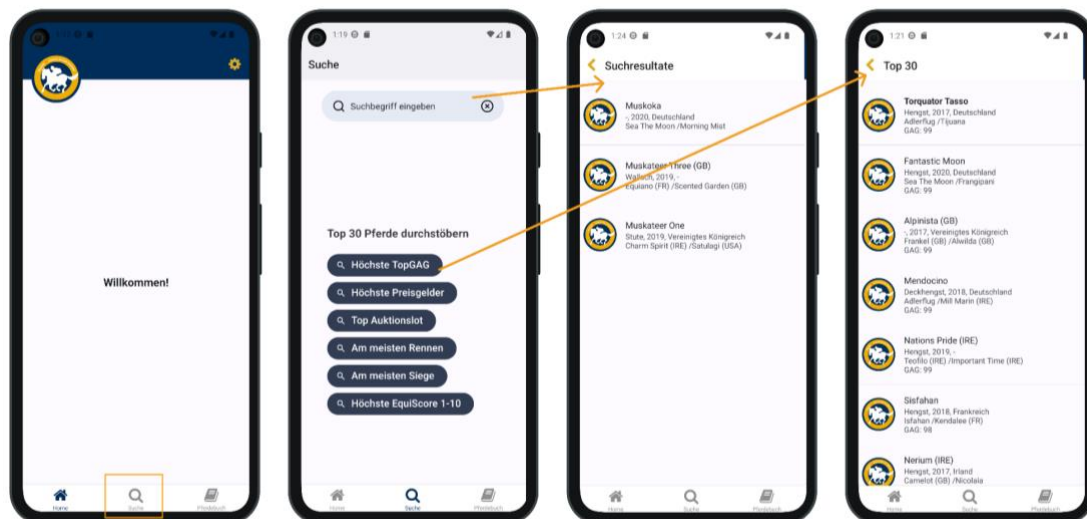 Willkommen!
Home
Suche
Pferdebuch
1:19
Suche
Suchbegriff eingeben
Top 30 Pferde durchstöbern
Höchste TopGAG
Höchste Preisgelder
Top Auktionslot
Am meisten Rennen
Am meisten Siege
Höchste EquiScore 1-10
Home
Suche
Pferdebuch
1:24
Suchresultate
Muskoka
-, 2020, Deutschland
Sea The Moon /Morning Mist
Muskateer Three (GB)
Wallach, 2019, -
Equiano (FR) /Scented Garden (GB)
Muskateer One
Stute, 2019, Vereinigtes Königreich
Charm Spirit (IRE) /Satulagi (USA)
Home
Suche
Pferdebuch
1:21
Top 30
Torquator Tasso
Hengst, 2017, Deutschland
Adlerflug /Tijuana
GAG: 99
Fantastic Moon
Hengst, 2020, Deutschland
Sea The Moon /Frangipani
GAG: 99
Alpinista (GB)
-, 2017, Vereinigtes Königreich
Frankel (GB) /Alwilda (GB)
GAG: 99
Mendocino
Deckhengst, 2018, Deutschland
Adlerflug /Mill Marin (IRE)
GAG: 99
Nations Pride (IRE)
Hengst, 2019, -
Teofilo (IRE) /Important Time (IRE)
GAG: 99
Sisfahan
Hengst, 2018, Frankreich
Isfahan /Kendalee (FR)
GAG: 98
Nerium (IRE)
Hengst, 2017, Irland
Camelot (GB) /Nicolaia
Home
Suche
Pferdebuch